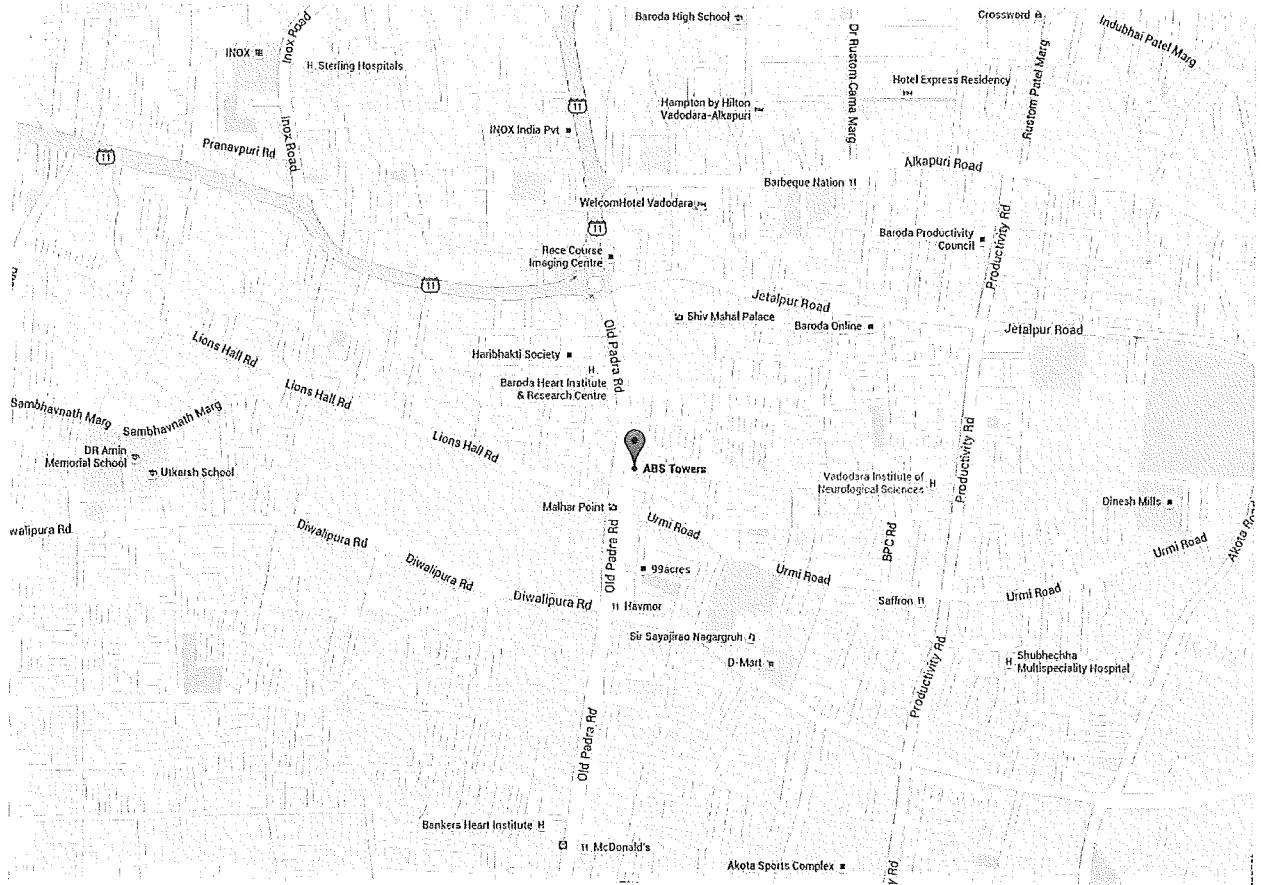 Baroda High School
Crossword
Indubhai Patel Marg
Inox Road
INOX
Sterling Hospitals
Dr Rustom Cama Marg
Rustom Patel Marg
Hotel Express Residency
11
Hampton by Hilton
Vadodara-Alkapuri
INOX India Pvt
Inox Road
Pranavpuri Rd
11
Alkapuri Road
Barbeque Nation
WelcomHotel Vadodara
11
Baroda Productivity
Council
Productivity Rd
Race Course
Imaging Centre
11
Jetalpur Road
Shiv Mahal Palace
Baroda Online
Jetalpur Road
Old Padra Rd
Lions Hall Rd
Haribhakti Society
Baroda Heart Institute
& Research Centre
Lions Hall Rd
Sambhavnath Marg
Sambhavnath Marg
Lions Hall Rd
Productivity Rd
DR Amin
Memorial School
Utkarsh School
ABS Towers
Vadodara Institute of
Neurological Sciences
Dinesh Mills
Malhar Point
Urmi Road
walipura Rd
Diwalipura Rd
Old Padra Rd
BPC Rd
Urmi Road
Akota Road
99acres
Diwalipura Rd
Urmi Road
Diwalipura Rd
Havmor
Saffron
Urmi Road
Sir Sayajirao Nagargruh
D-Mart
Shubhechha
Multispeciality Hospital
Productivity Rd
Old Padra Rd
Bankers Heart Institute
McDonald's
Akota Sports Complex
y Rd